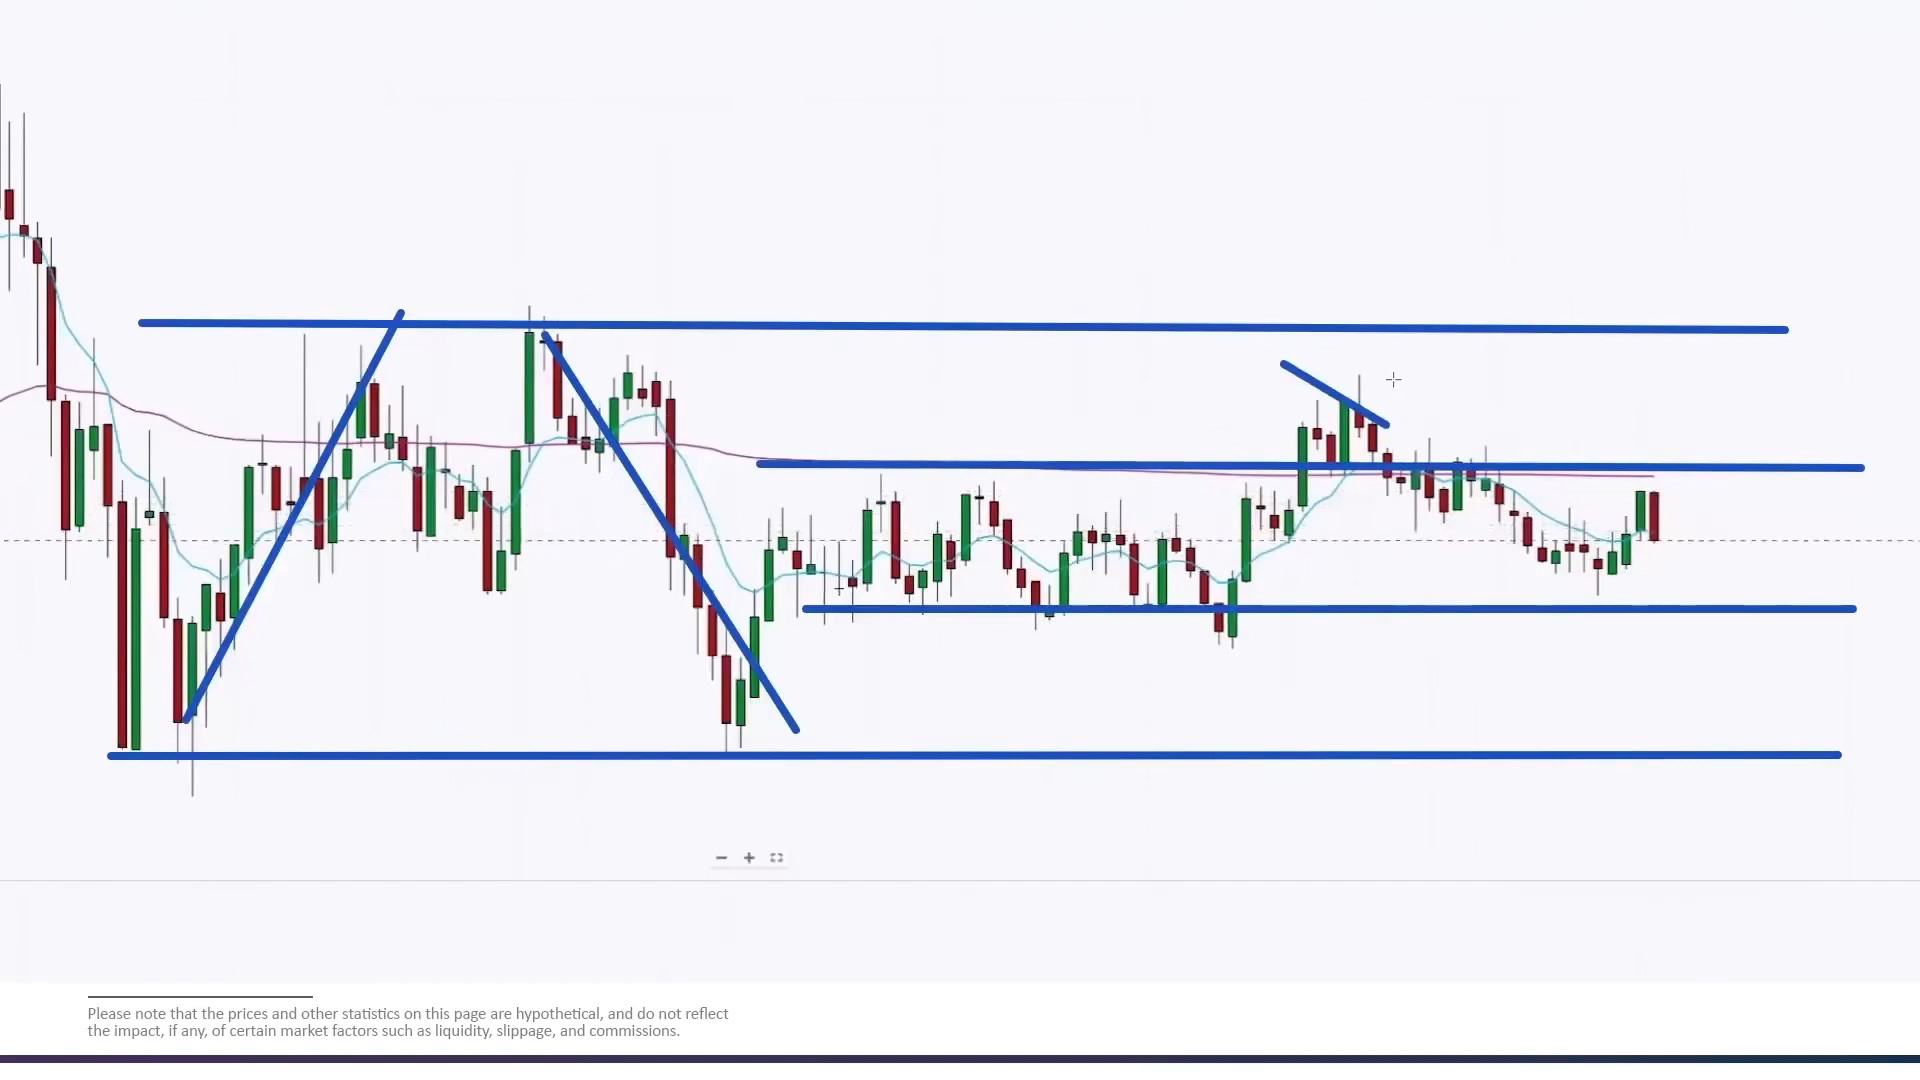 Please note that the prices and other statistics on this page are hypothetical, and do not reflect
the impact, if any, of certain market factors such as liquidity, slippage, and commissions.